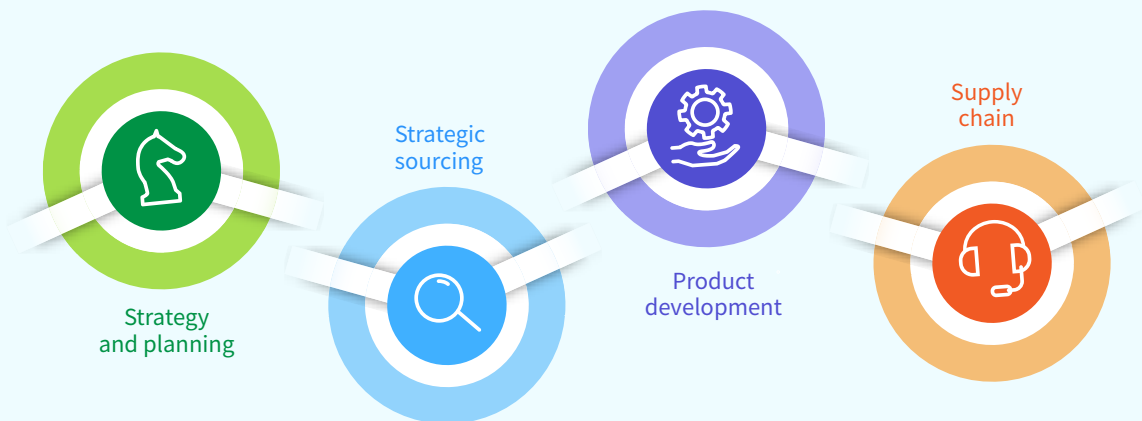 Strategy
and planning
Strategic
sourcing
Product
development
Supply
chain